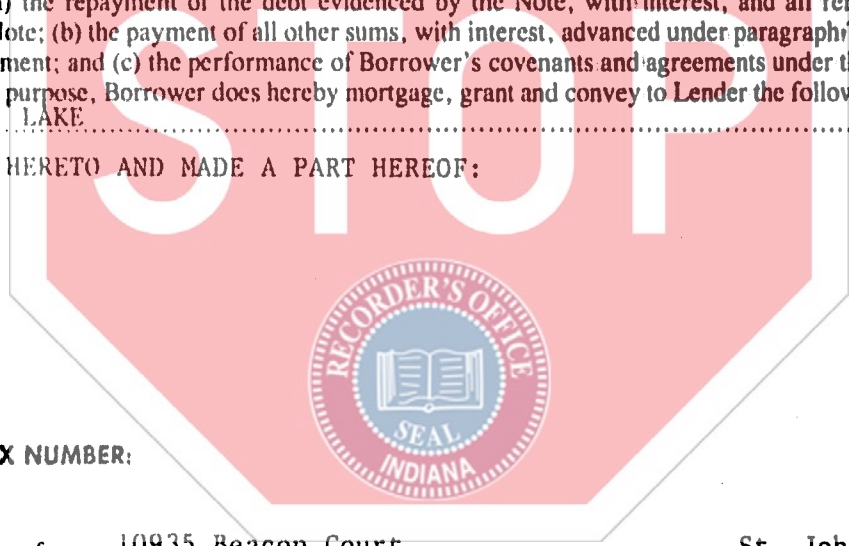 the repayment of the debt evidenced by the Note, with interest, and all
Note; (b) the payment of all other sums, with interest, advanced under paragraph
ment; and (c) the performance of Borrower's covenants and agreements under
purpose, Borrower does hereby mortgage, grant and convey to Lender the follow
LAKE
HERETO AND MADE A PART HEREOF:
STOP
RECORDER'S OFFICE
SEAL
INDIANA
X NUMBER:
10935 Beacon Court St. Joh